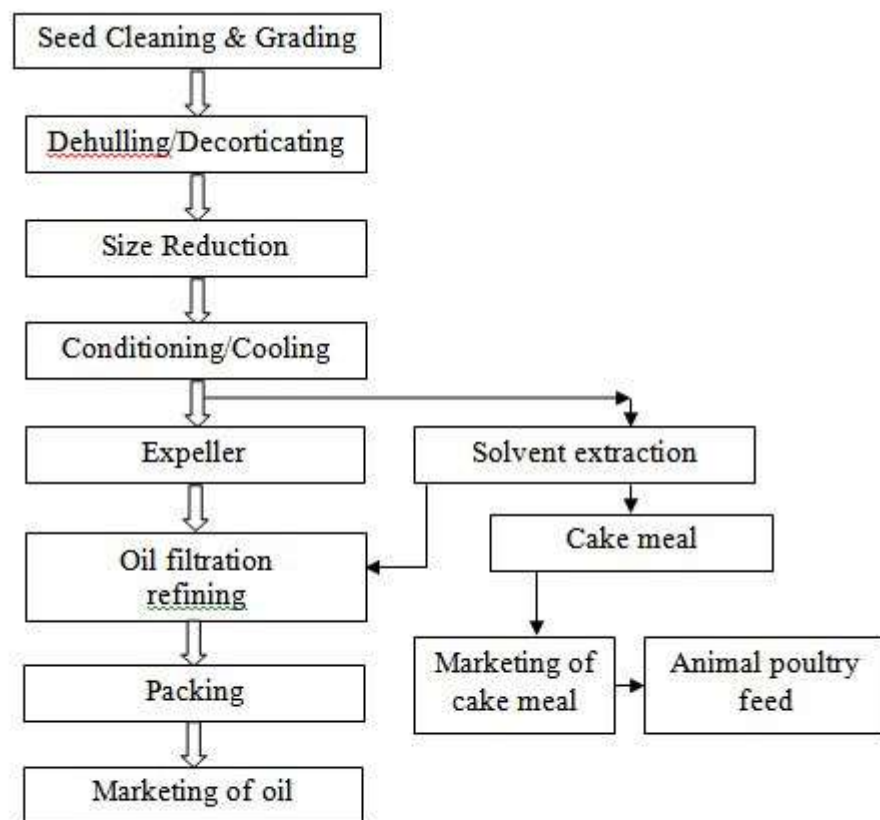 Seed Cleaning & Grading
Dehulling/Decorticating
Size Reduction
Conditioning/Cooling
Expeller
Solvent extraction
Oil filtration
refining
Cake meal
Marketing of
cake meal
Animal poultry
feed
Packing
Marketing of oil